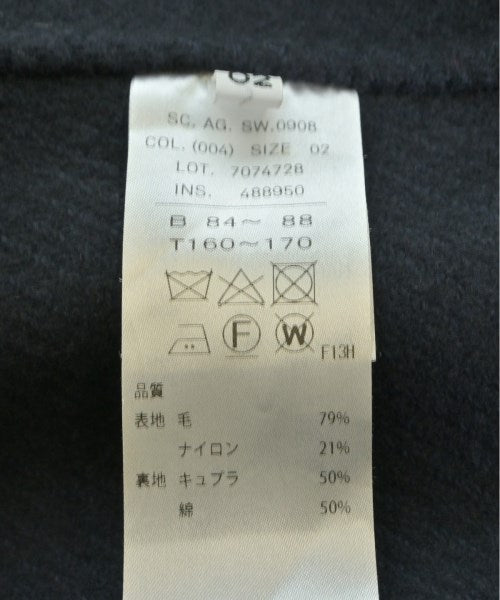 02
SC. AG. SW.0908
COL. (004) SIZE 02
LOT. 7074728
INS. 488950
B 84～ 88
T160～170
F W
F13H
品質
表地 毛 79%
ナイロン 21%
裏地 キュプラ 50%
綿 50%